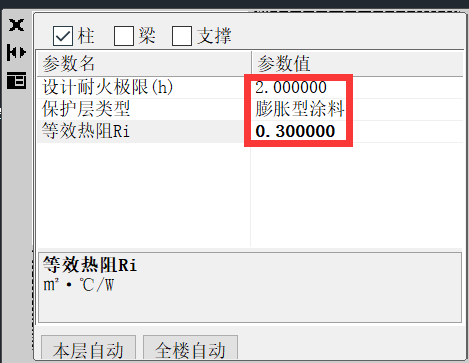 柱 梁 支撑
参数名 参数值
设计耐火极限(h) 2.000000
保护层类型 膨胀型涂料
等效热阻Ri 0.300000
等效热阻Ri
m²·℃/W
本层自动 全楼自动